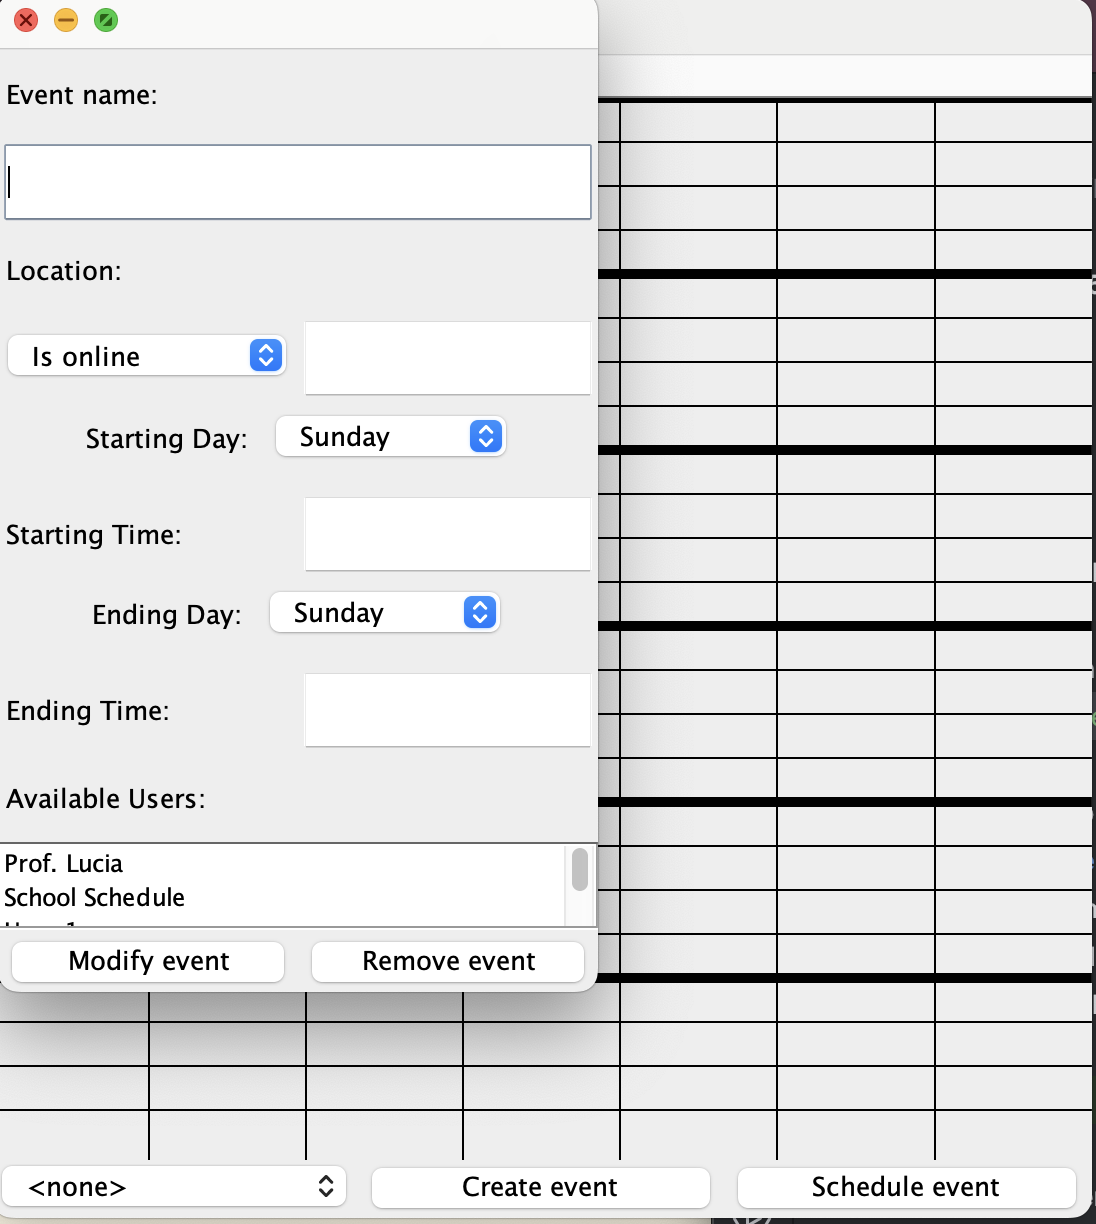 Event name:
Location:
Is online
Starting Day: Sunday
Starting Time:
Ending Day: Sunday
Ending Time:
Available Users:
Prof. Lucia
School Schedule
Modify event Remove event
<none> Create event Schedule event